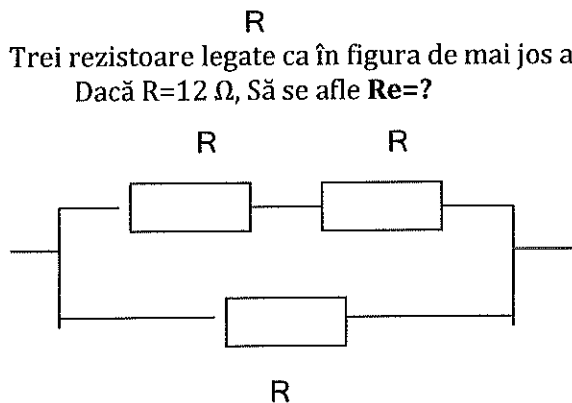 R
Trei rezistoare legate ca în figura de mai jos a
Dacă R=12 Ω, Să se afle Re=?
R R
R